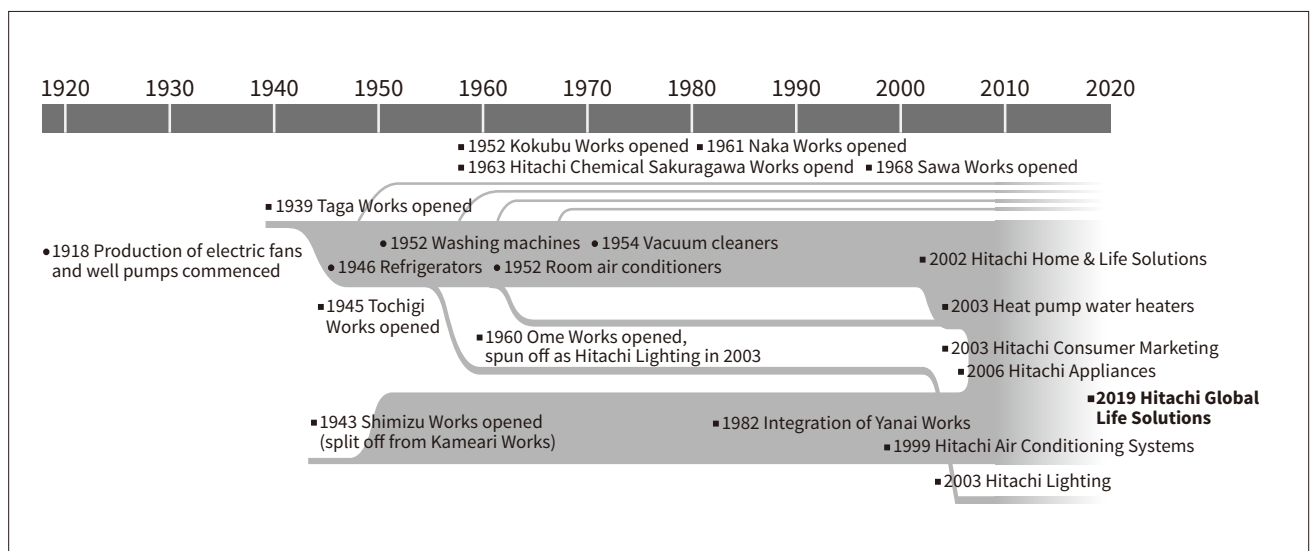 1920 1930 1940 1950 1960 1970 1980 1990 2000 2010 2020
■1952 Kokubu Works opened ■1961 Naka Works opened
■1963 Hitachi Chemical Sakuragawa Works opend ■1968 Sawa Works opened
■1939 Taga Works opened
●1918 Production of electric fans
and well pumps commenced
●1952 Washing machines ●1954 Vacuum cleaners
●1946 Refrigerators ●1952 Room air conditioners
■2002 Hitachi Home & Life Solutions
■1945 Tochigi
Works opened
■2003 Heat pump water heaters
■1960 Ome Works opened,
spun off as Hitachi Lighting in 2003
■2003 Hitachi Consumer Marketing
■2006 Hitachi Appliances
■2019 Hitachi Global
Life Solutions
■1943 Shimizu Works opened
(split off from Kameari Works)
■1982 Integration of Yanai Works
■1999 Hitachi Air Conditioning Systems
■2003 Hitachi Lighting